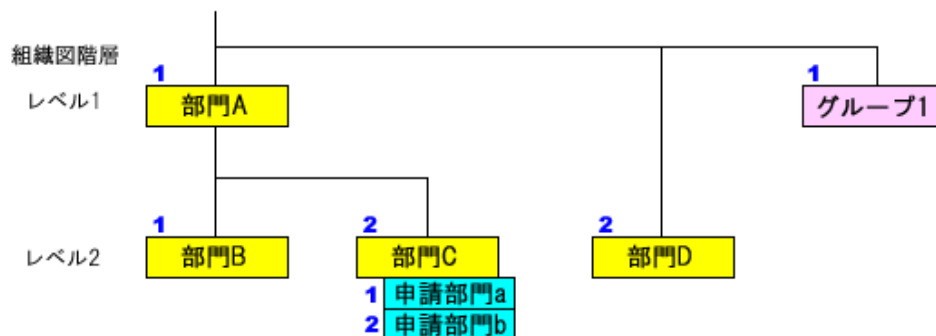 組織図階層
レベル1
1
部門A
1
グループ1
レベル2
1
部門B
2
部門C
2
部門D
1
申請部門a
2
申請部門b